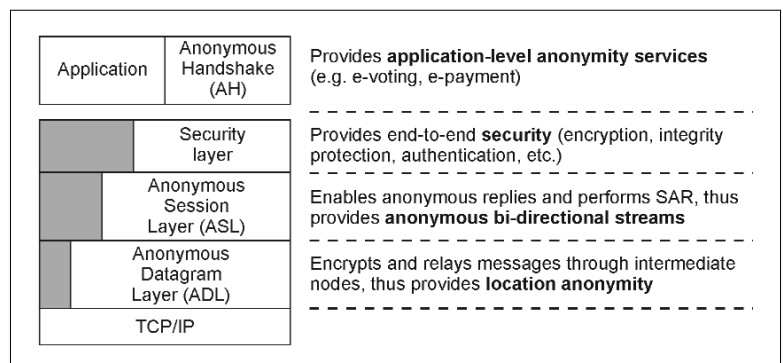 Application
Anonymous
Handshake
(AH)
Provides application-level anonymity services
(e.g. e-voting, e-payment)
Security
layer
Provides end-to-end security (encryption, integrity
protection, authentication, etc.)
Anonymous
Session
Layer (ASL)
Enables anonymous replies and performs SAR, thus
provides anonymous bi-directional streams
Anonymous
Datagram
Layer (ADL)
Encrypts and relays messages through intermediate
nodes, thus provides location anonymity
TCP/IP